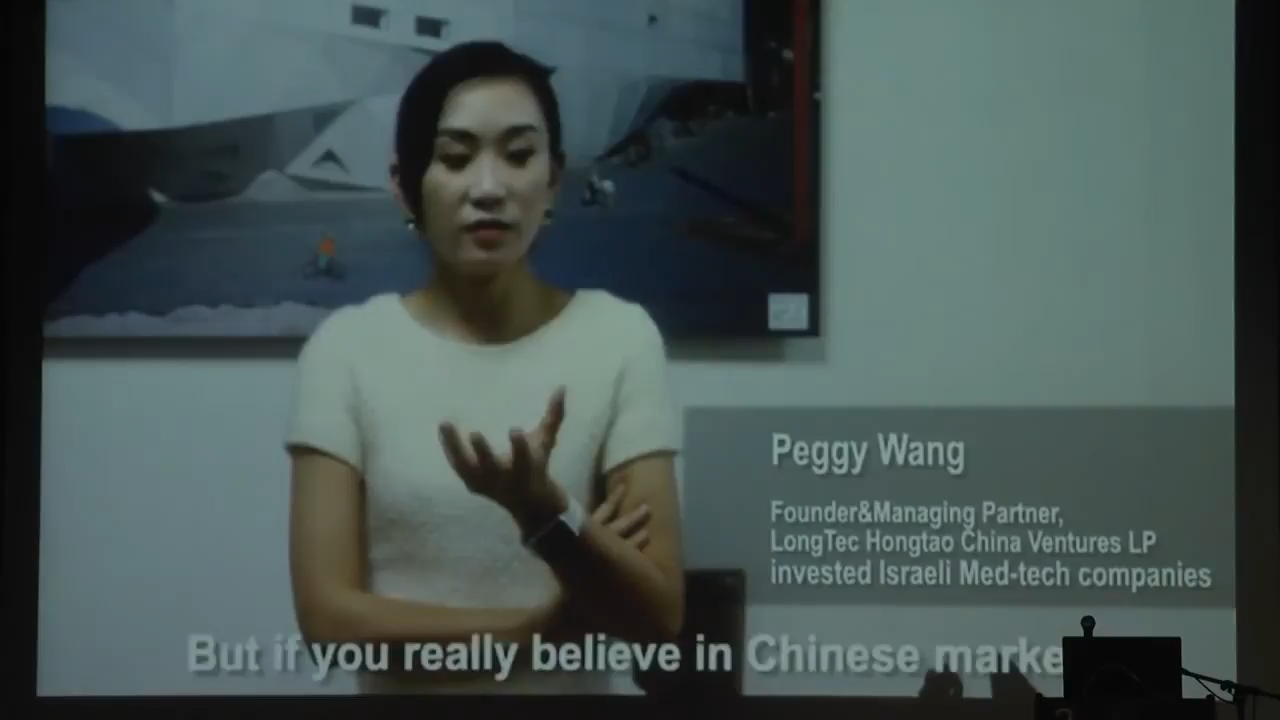 Peggy Wang
Founder&Managing Partner,
LongTec Hongtao China Ventures LP
invested Israeli Med-tech companies
But if you really believe in Chinese marke